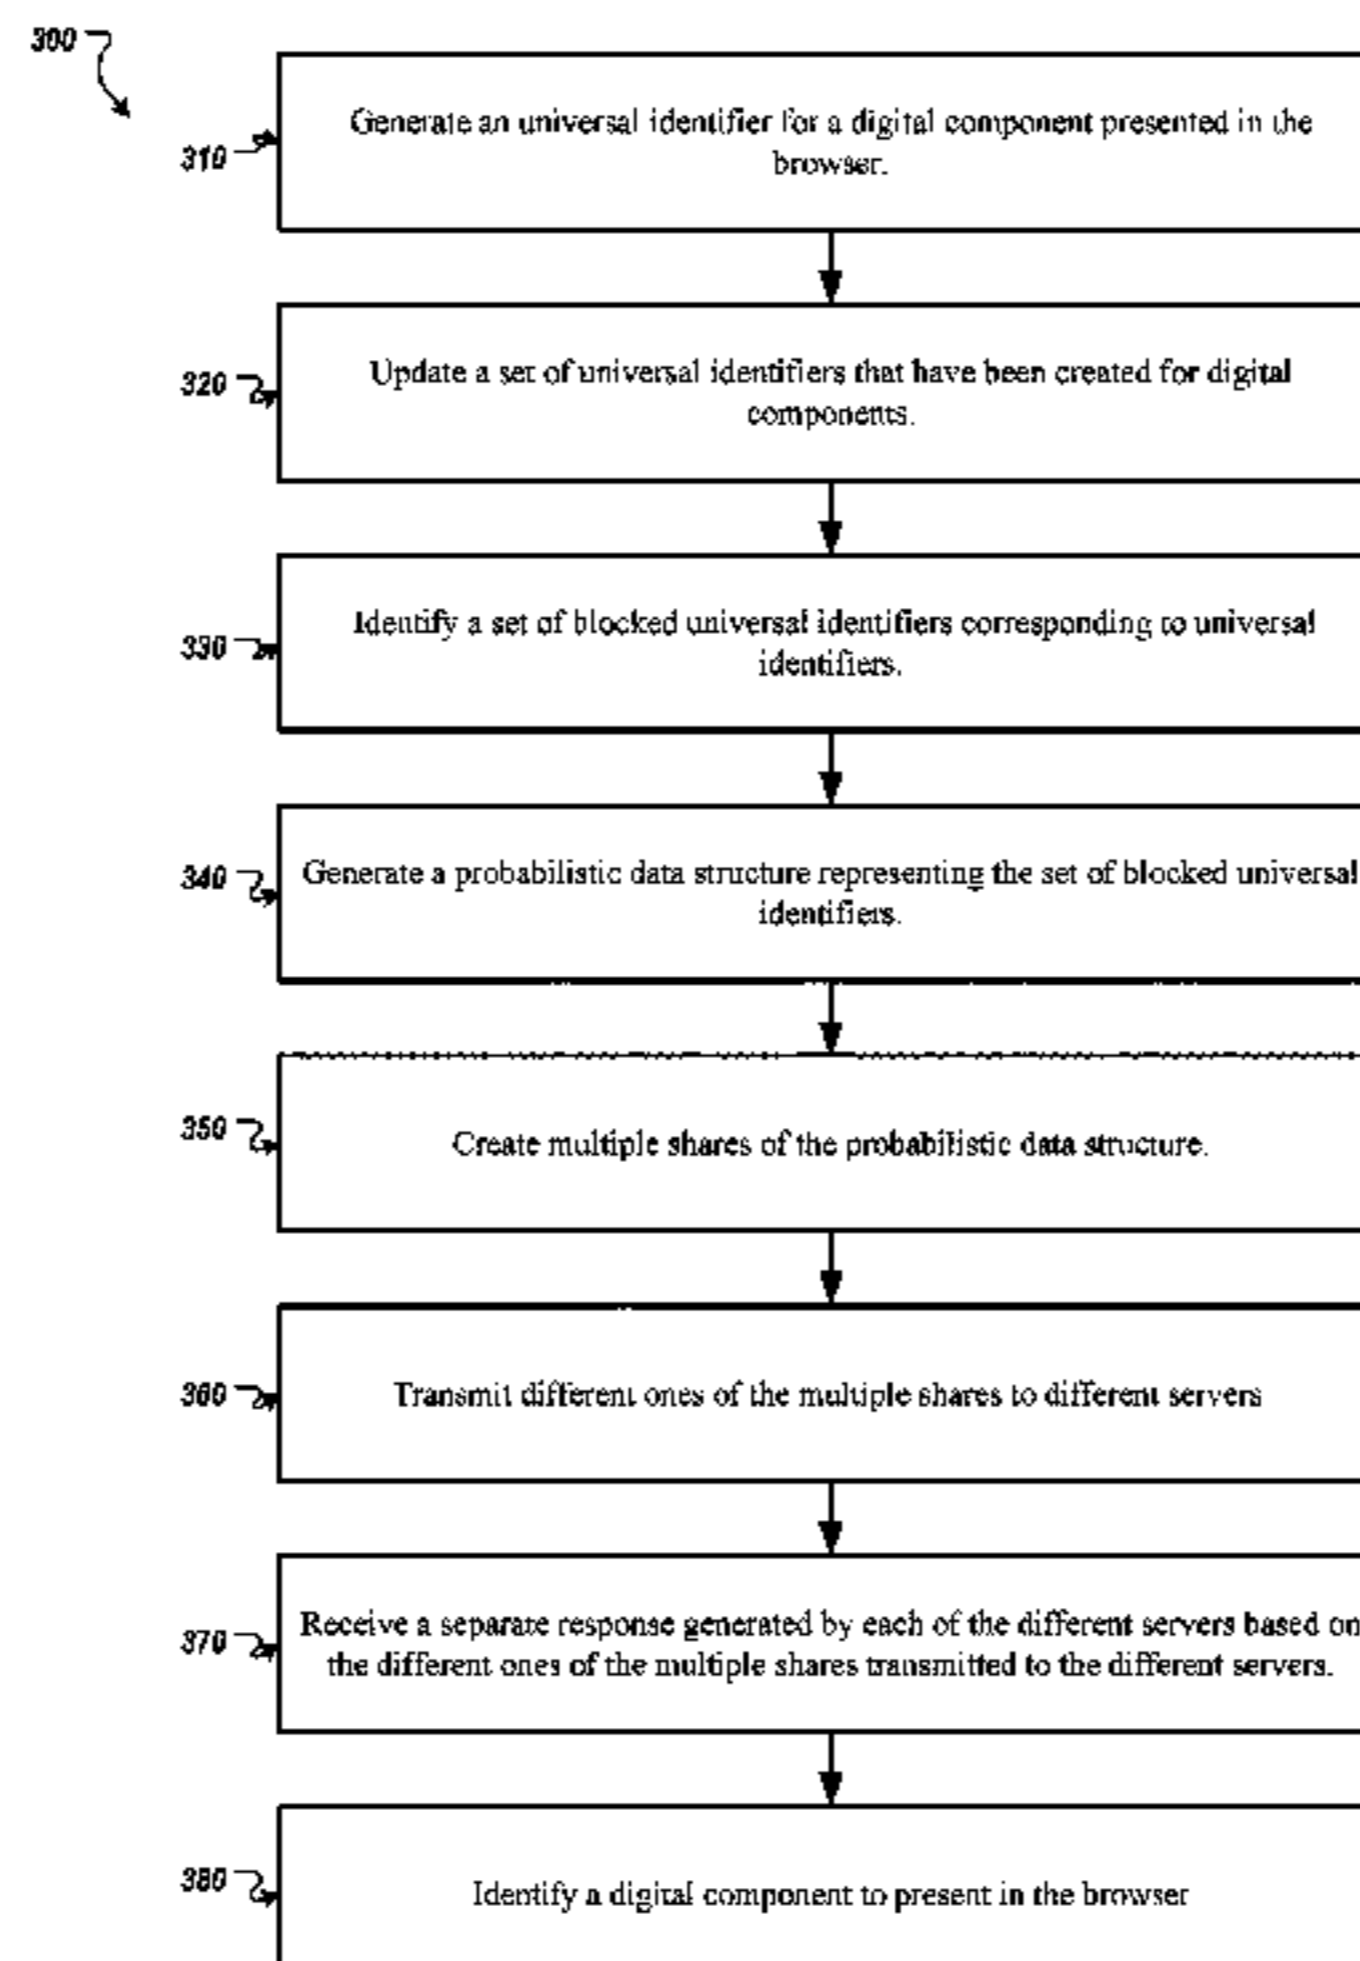 300
310
Generate an universal identifier for a digital component presented in the
browser.
320
Update a set of universal identifiers that have been created for digital
components.
330
Identify a set of blocked universal identifiers corresponding to universal
identifiers.
340
Generate a probabilistic data structure representing the set of blocked universal
identifiers.
350
Create multiple shares of the probabilistic data structure.
360
Transmit different ones of the multiple shares to different servers
370
Receive a separate response generated by each of the different servers based on
the different ones of the multiple shares transmitted to the different servers.
380
Identify a digital component to present in the browser